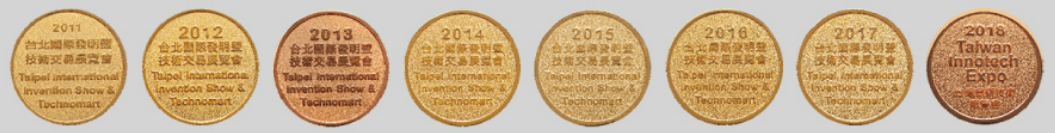 2011
台北國際發明暨
技術交易展覽會
Taipei International
Invention Show &
Technomart
2012
台北國際發明暨
技術交易展覽會
Taipei International
Invention Show &
Technomart
2013
台北國際發明暨
技術交易展覽會
Taipei International
Invention Show &
Technomart
2014
台北國際發明暨
技術交易展覽會
Taipei International
Invention Show &
Technomart
2015
台北國際發明暨
技術交易展覽會
Taipei International
Invention Show &
Technomart
2016
台北國際發明暨
技術交易展覽會
Taipei International
Invention Show &
Technomart
2017
台北國際發明暨
技術交易展覽會
Taipei International
Invention Show &
Technomart
2018
Taiwan
Innotech
Expo